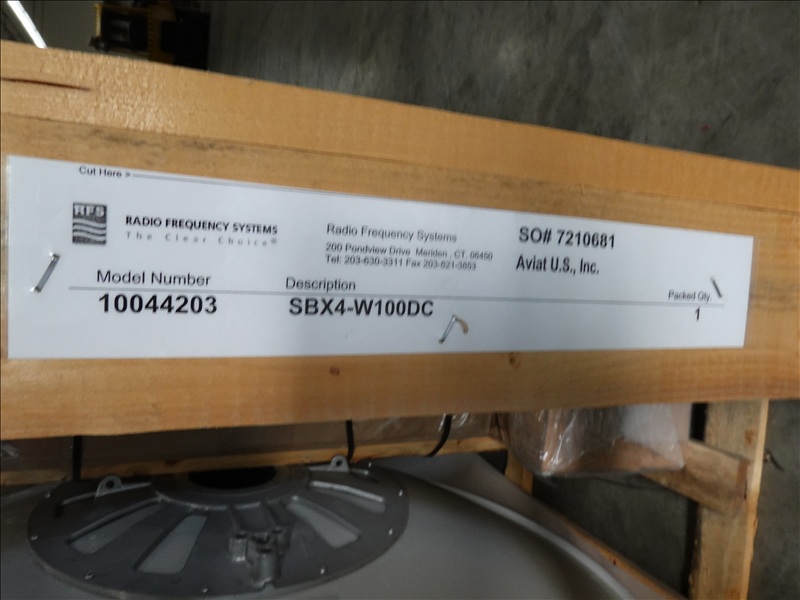 Cut Here >
RFS
RADIO FREQUENCY SYSTEMS
The Clear Choice®
Radio Frequency Systems
200 Pondview Drive Meriden, CT. 06450
Tel: 203-630-3311 Fax 203-821-3853
SO# 7210681
Aviat U.S., Inc.
Model Number
Description
Packed Qty
10044203
SBX4-W100DC
1